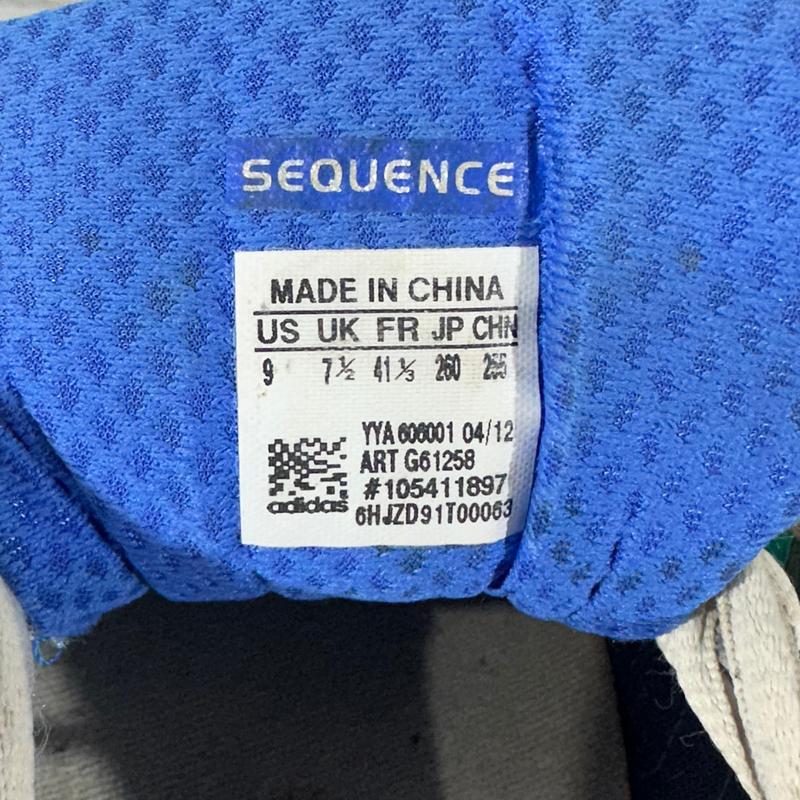 SEQUENCE
MADE IN CHINA
US UK FR JP CHN
9 7½ 41⅓ 260 255
YYA 606001 04/12
ART G61258
#105411897
adidas 6HJZD91T00063